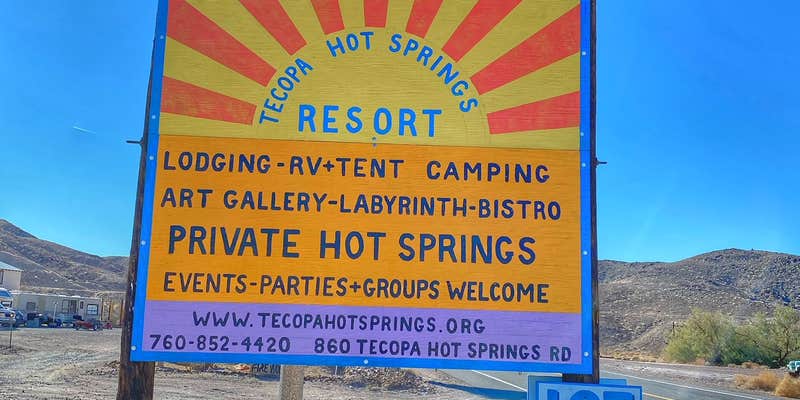 TECOPA HOT SPRINGS
RESORT
LODGING-RV+TENT CAMPING
ART GALLERY-LABYRINTH-BISTRO
PRIVATE HOT SPRINGS
EVENTS-PARTIES+GROUPS WELCOME
WWW.TECOPAHOTSPRINGS.ORG
760-852-4420 860 TECOPA HOT SPRINGS RD